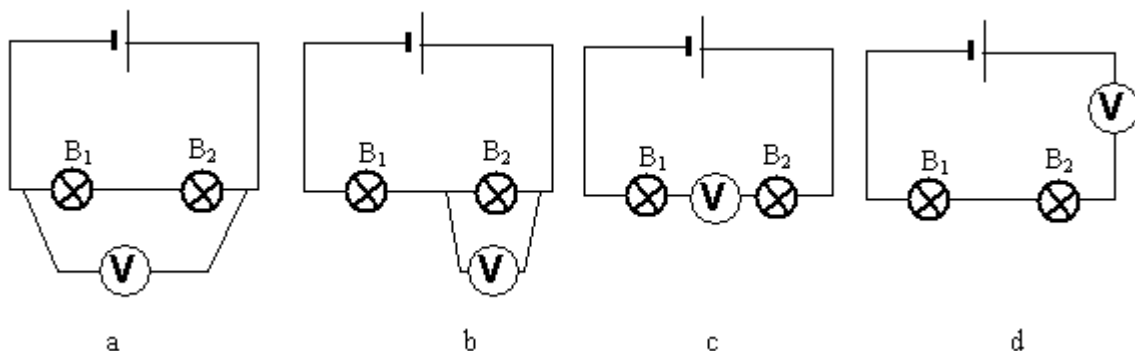 V
B₁ B₂ B₁ B₂ B₁ B₂ B₁ B₂
V V V
a b c d